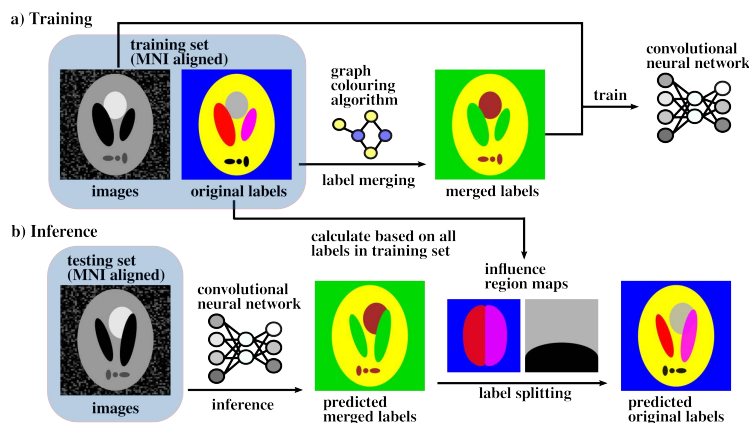 a) Training
training set
(MNI aligned)
images
original labels
graph
colouring
algorithm
label merging
merged labels
train
convolutional
neural network
b) Inference
calculate based on all
labels in training set
testing set
(MNI aligned)
images
convolutional
neural network
inference
predicted
merged labels
influence
region maps
label splitting
predicted
original labels